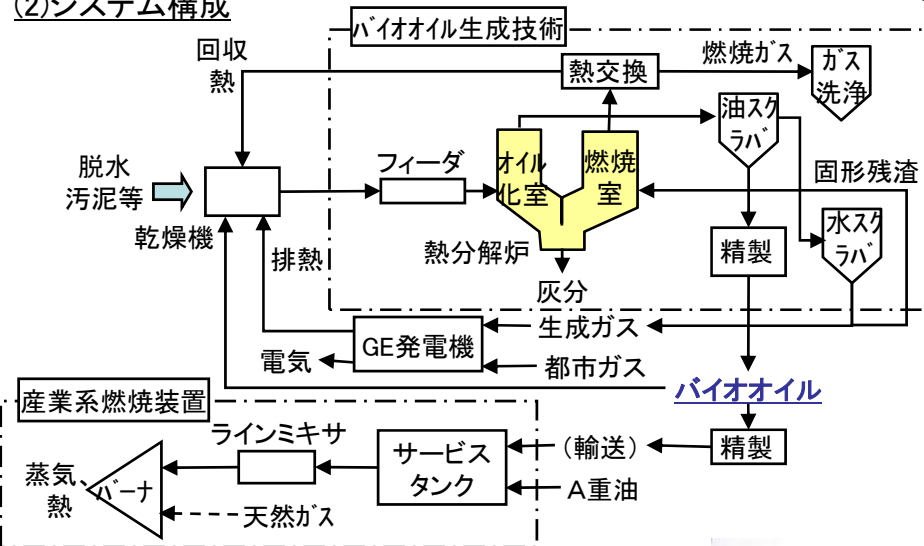 (2)システム構成
ﾊﾞｲｵｵｲﾙ生成技術
回収
熱
熱交換
燃焼ｶﾞｽ
ｶﾞｽ
洗浄
油ｽｸ
ﾗﾊﾞ
脱水
汚泥等
フィーダ
ｵｲﾙ
化室
燃焼
室
固形残渣
水ｽｸ
ﾗﾊﾞ
乾燥機
排熱
熱分解炉
精製
灰分
GE発電機
生成ガス
電気
都市ガス
バイオオイル
産業系燃焼装置
ラインミキサ
サービス
タンク
(輸送)
精製
蒸気、
熱
ﾊﾞｰﾅ
A重油
天然ｶﾞｽ